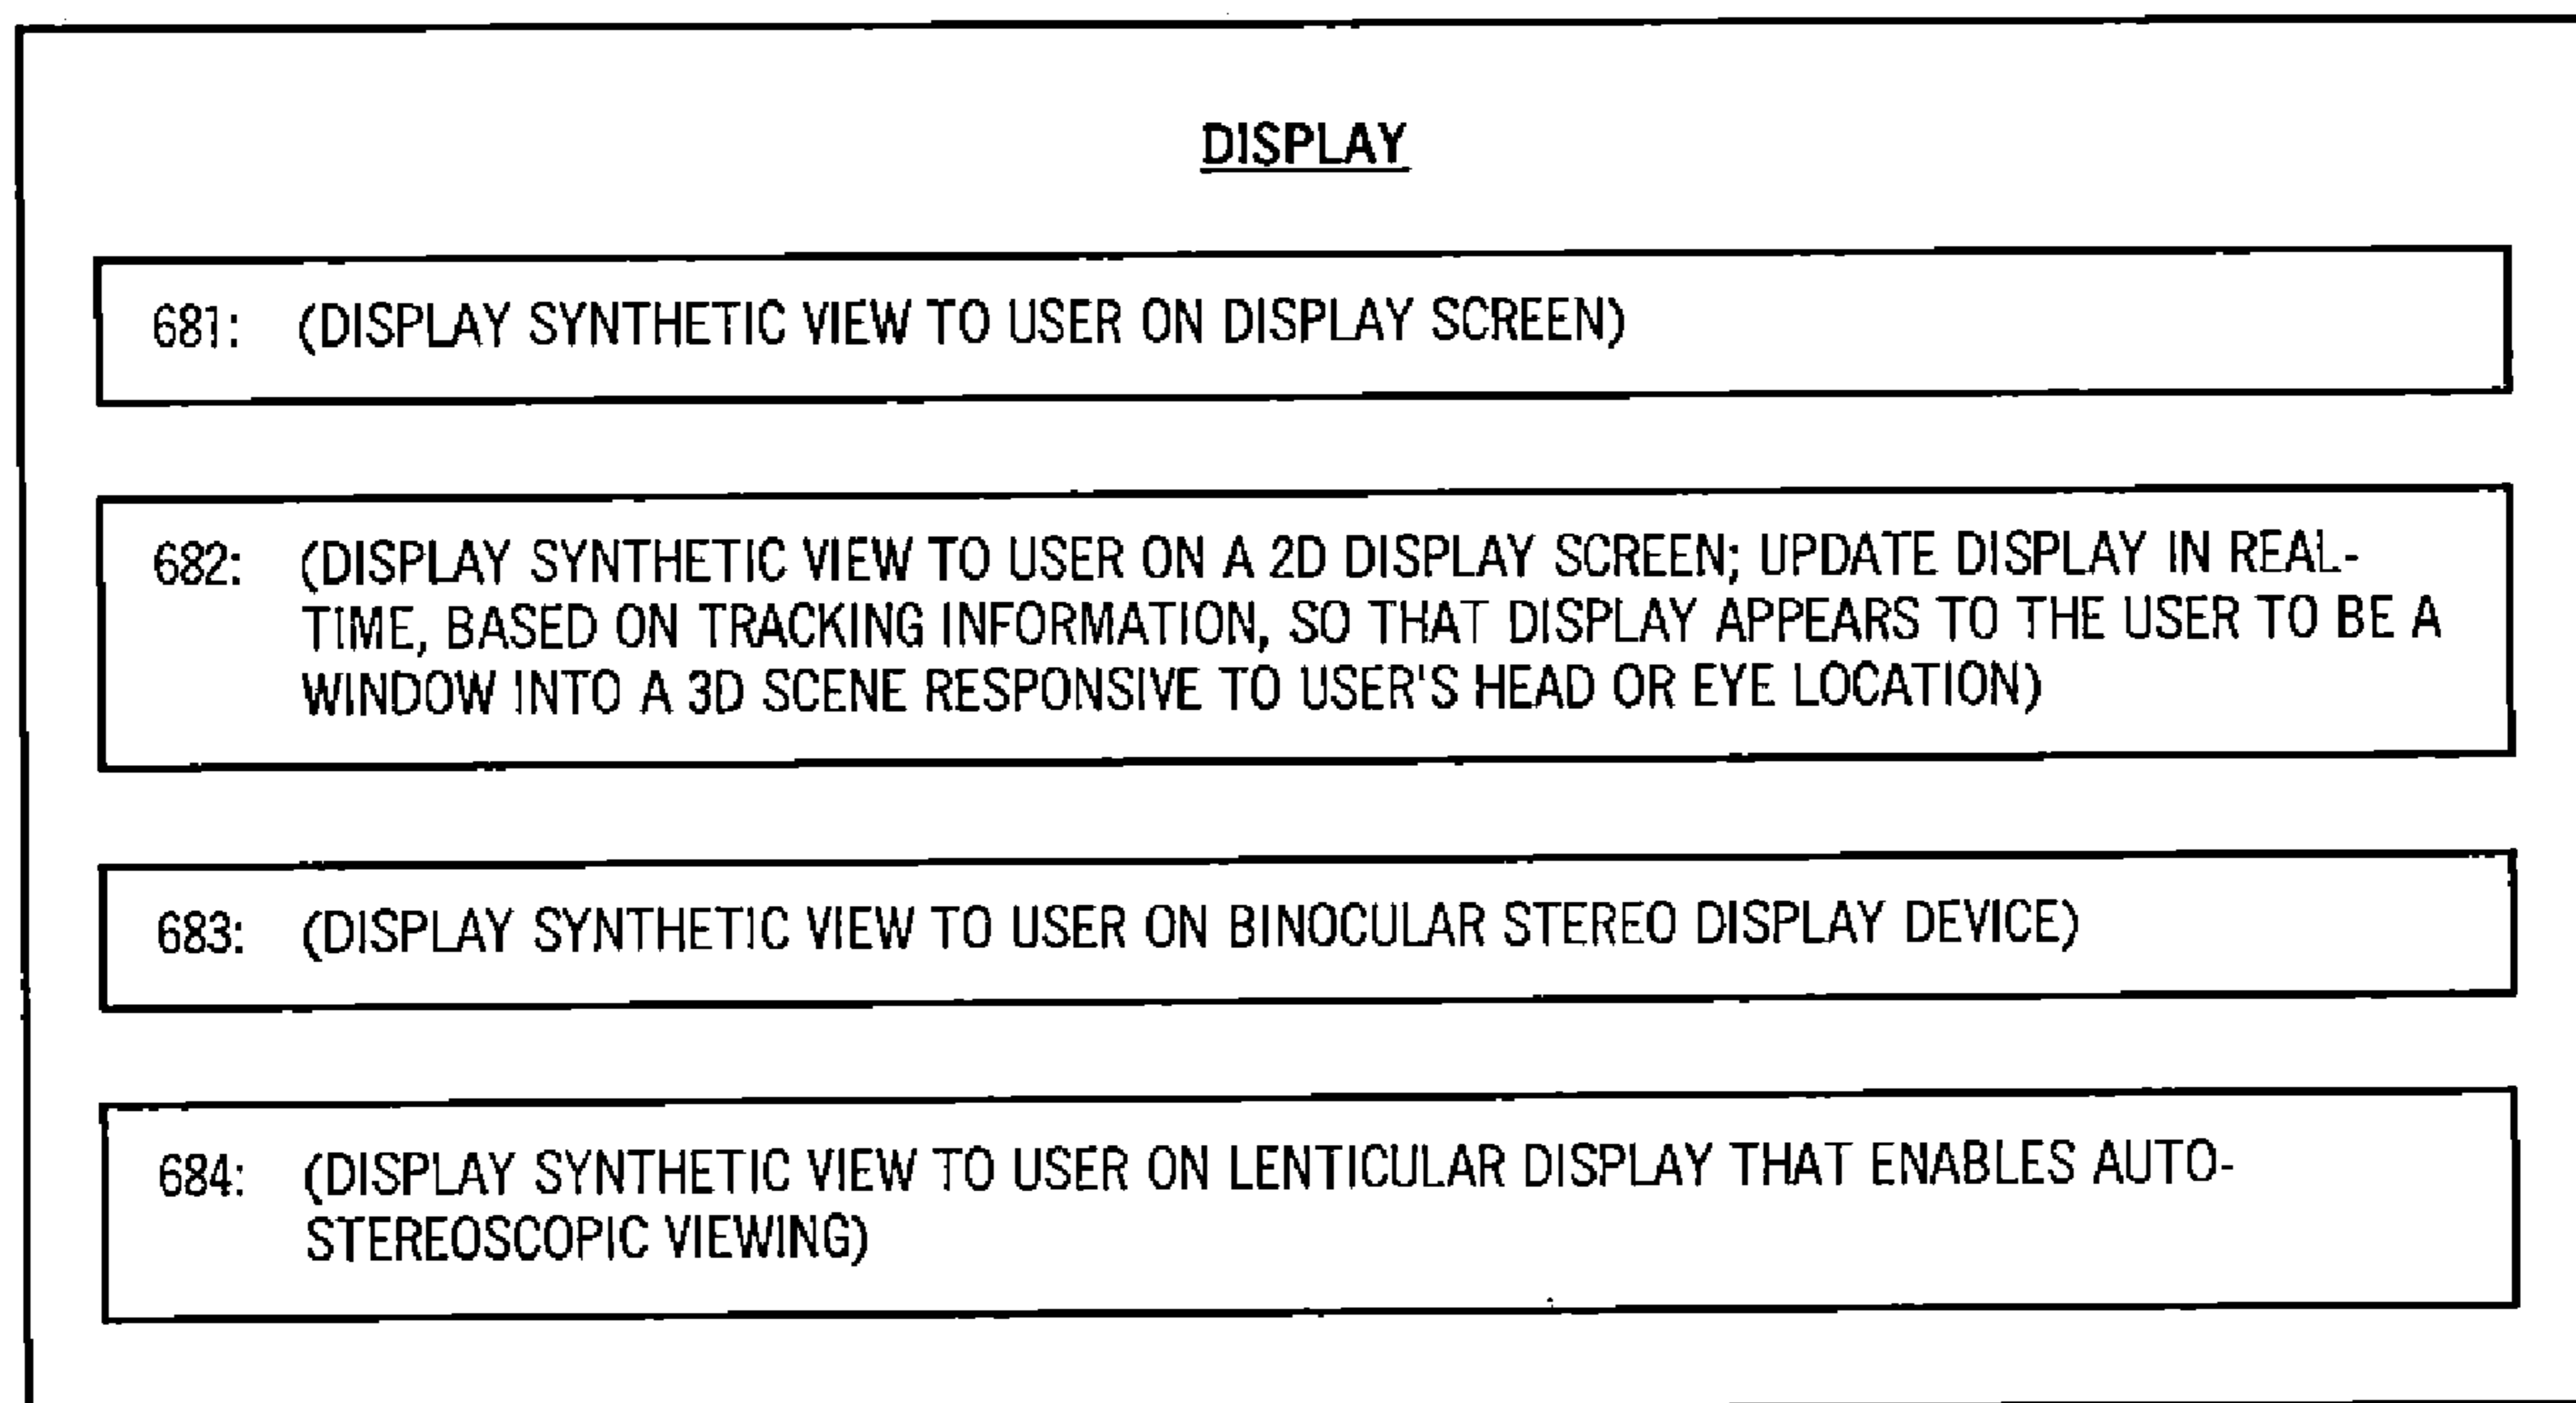 DISPLAY
681: (DISPLAY SYNTHETIC VIEW TO USER ON DISPLAY SCREEN)
682: (DISPLAY SYNTHETIC VIEW TO USER ON A 2D DISPLAY SCREEN; UPDATE DISPLAY IN REAL-
TIME, BASED ON TRACKING INFORMATION, SO THAT DISPLAY APPEARS TO THE USER TO BE A
WINDOW INTO A 3D SCENE RESPONSIVE TO USER'S HEAD OR EYE LOCATION)
683: (DISPLAY SYNTHETIC VIEW TO USER ON BINOCULAR STEREO DISPLAY DEVICE)
684: (DISPLAY SYNTHETIC VIEW TO USER ON LENTICULAR DISPLAY THAT ENABLES AUTO-
STEREOSCOPIC VIEWING)